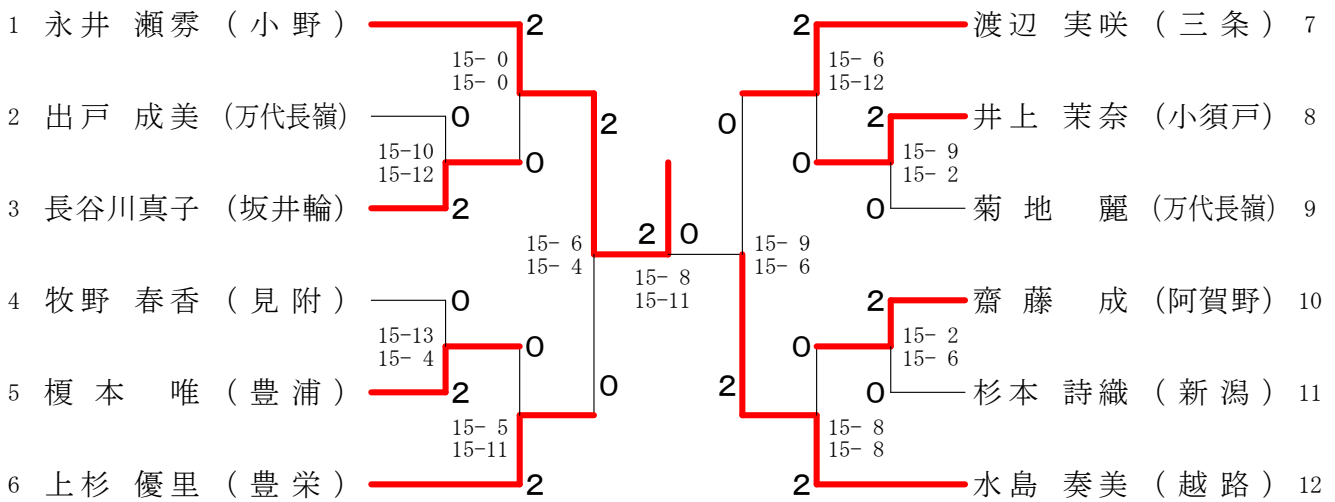 1 永井 瀬雰 (小野) 2
15- 0
15- 0
2 出戸 成美 (万代長嶺) 0
2
15-10
15-12
0
3 長谷川真子 (坂井輪) 2
15- 6
15- 4
4 牧野 春香 (見附) 0
15-13
15- 4
0
5 榎本 唯 (豊浦) 2
0
15- 5
15-11
6 上杉 優里 (豊栄) 2
2 0
15- 8
15-11
2 渡辺 実咲 (三条) 7
15- 6
15-12
0
2 井上 茉奈 (小須戸) 8
0
15- 9
15- 2
0 菊地 麗 (万代長嶺) 9
15- 9
15- 6
2 齋藤 成 (阿賀野) 10
0
15- 2
15- 6
2
0 杉本 詩織 (新潟) 11
15- 8
15- 8
2 水島 奏美 (越路) 12